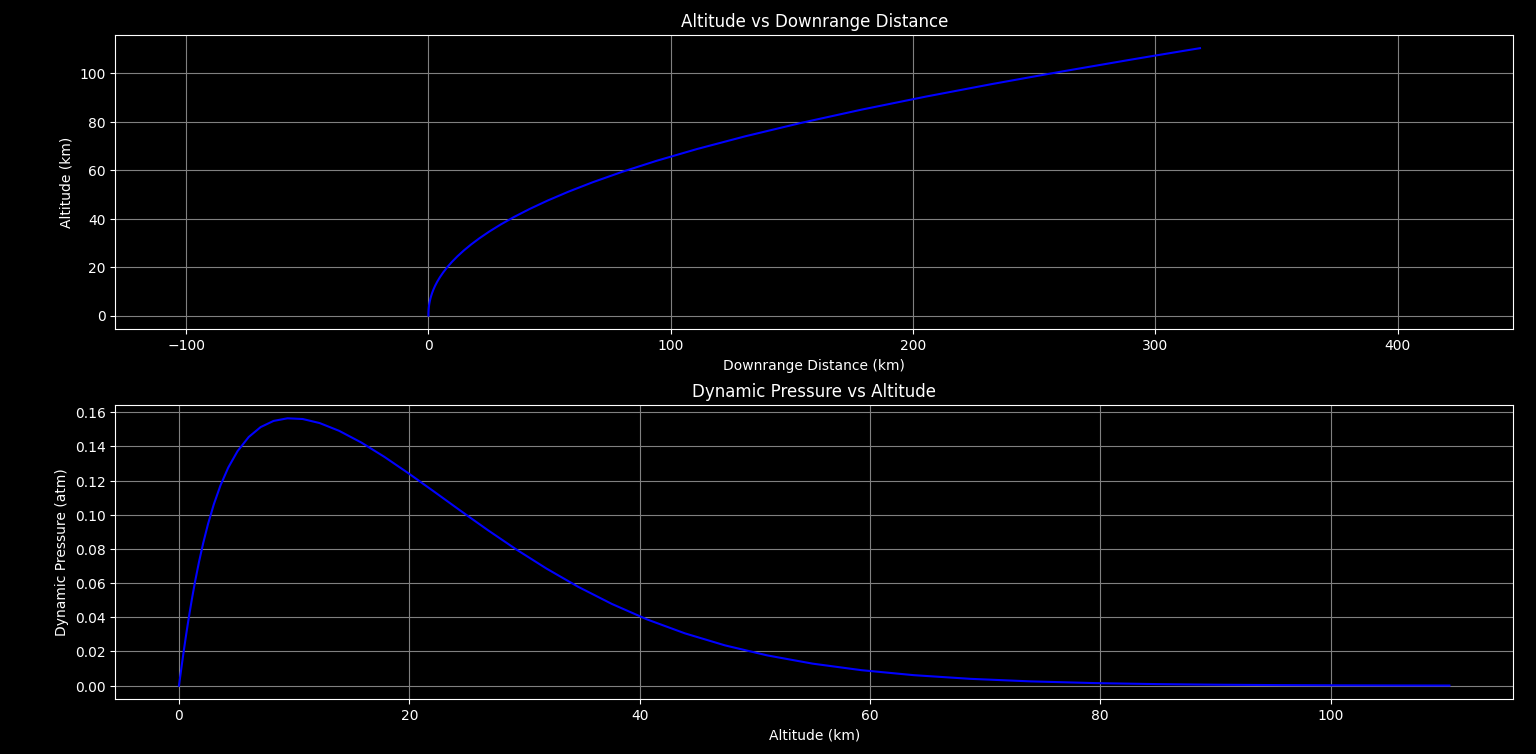 Altitude vs Downrange Distance
Altitude (km)
100
80
60
40
20
0
−100 0 100 200 300 400
Downrange Distance (km)
Dynamic Pressure vs Altitude
Dynamic Pressure (atm)
0.16
0.14
0.12
0.10
0.08
0.06
0.04
0.02
0.00
0 20 40 60 80 100
Altitude (km)